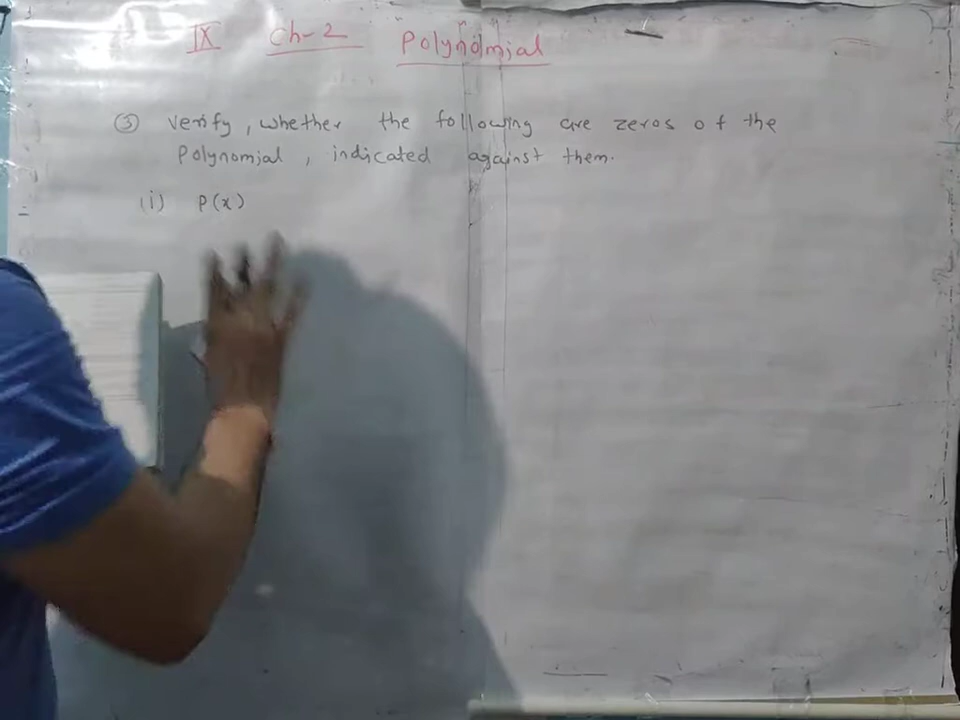 IX Ch-2 Polynomial
③ Verify, whether the following are zeros of the
Polynomial, indicated against them.
(i) P(x)